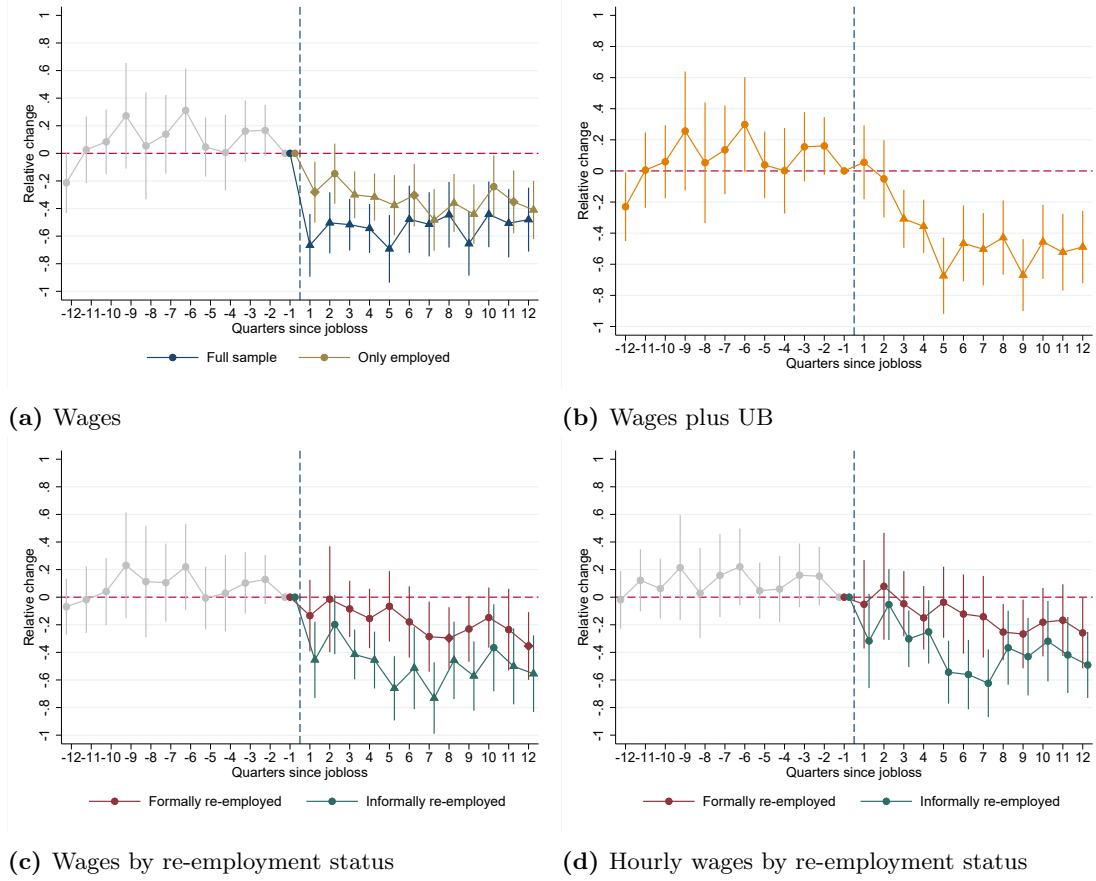 Relative change
1
.8
.6
.4
.2
0
-.2
-.4
-.6
-.8
-1
-12 -11 -10 -9 -8 -7 -6 -5 -4 -3 -2 -1 1 2 3 4 5 6 7 8 9 10 11 12
Quarters since jobloss
Full sample Only employed
(a) Wages
Relative change
1
.8
.6
.4
.2
0
-.2
-.4
-.6
-.8
-1
-12 -11 -10 -9 -8 -7 -6 -5 -4 -3 -2 -1 1 2 3 4 5 6 7 8 9 10 11 12
Quarters since jobloss
(b) Wages plus UB
Relative change
1
.8
.6
.4
.2
0
-.2
-.4
-.6
-.8
-1
-12 -11 -10 -9 -8 -7 -6 -5 -4 -3 -2 -1 1 2 3 4 5 6 7 8 9 10 11 12
Quarters since jobloss
Formally re-employed Informally re-employed
(c) Wages by re-employment status
Relative change
1
.8
.6
.4
.2
0
-.2
-.4
-.6
-.8
-1
-12 -11 -10 -9 -8 -7 -6 -5 -4 -3 -2 -1 1 2 3 4 5 6 7 8 9 10 11 12
Quarters since jobloss
Formally re-employed Informally re-employed
(d) Hourly wages by re-employment status